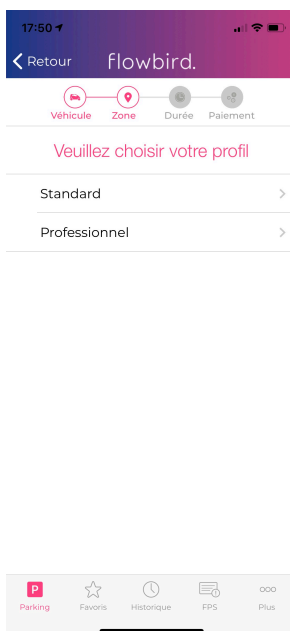 17:50
Retour flowbird.
Véhicule Zone Durée Paiement
Veuillez choisir votre profil
Standard
Professionnel
P
Parking Favoris Historique FPS Plus